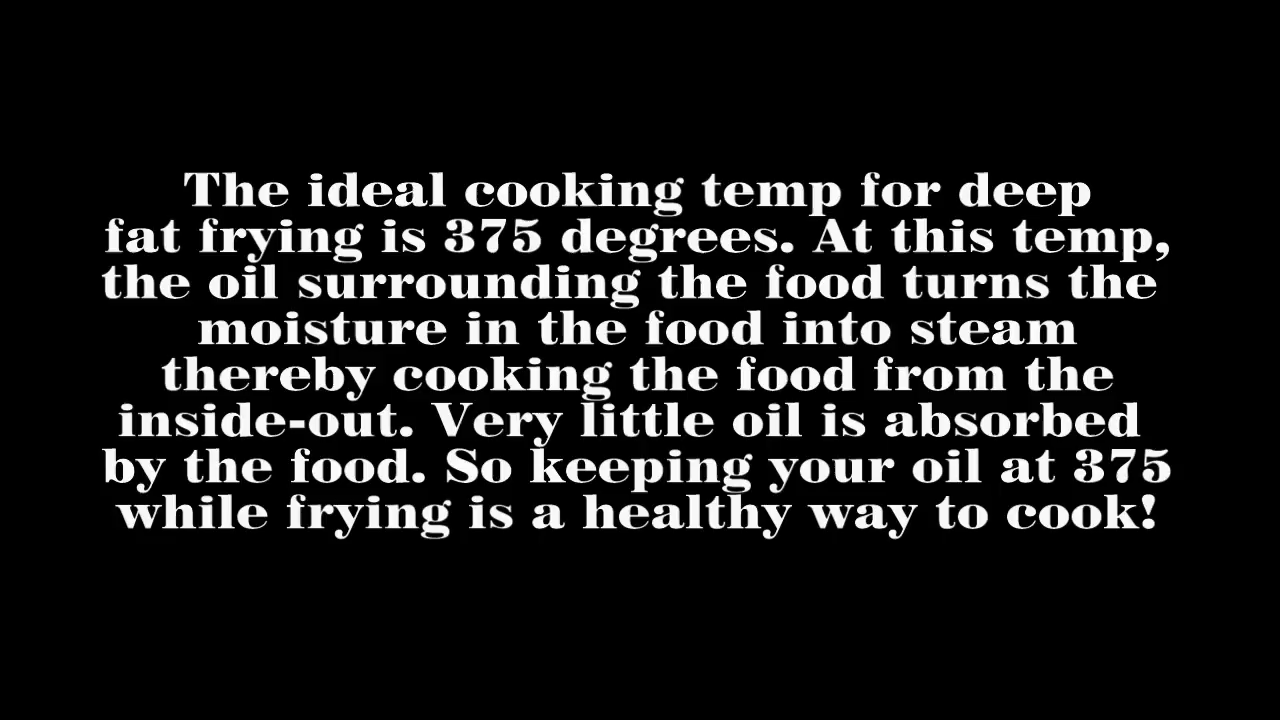 The ideal cooking temp for deep
fat frying is 375 degrees. At this temp,
the oil surrounding the food turns the
moisture in the food into steam
thereby cooking the food from the
inside-out. Very little oil is absorbed
by the food. So keeping your oil at 375
while frying is a healthy way to cook!